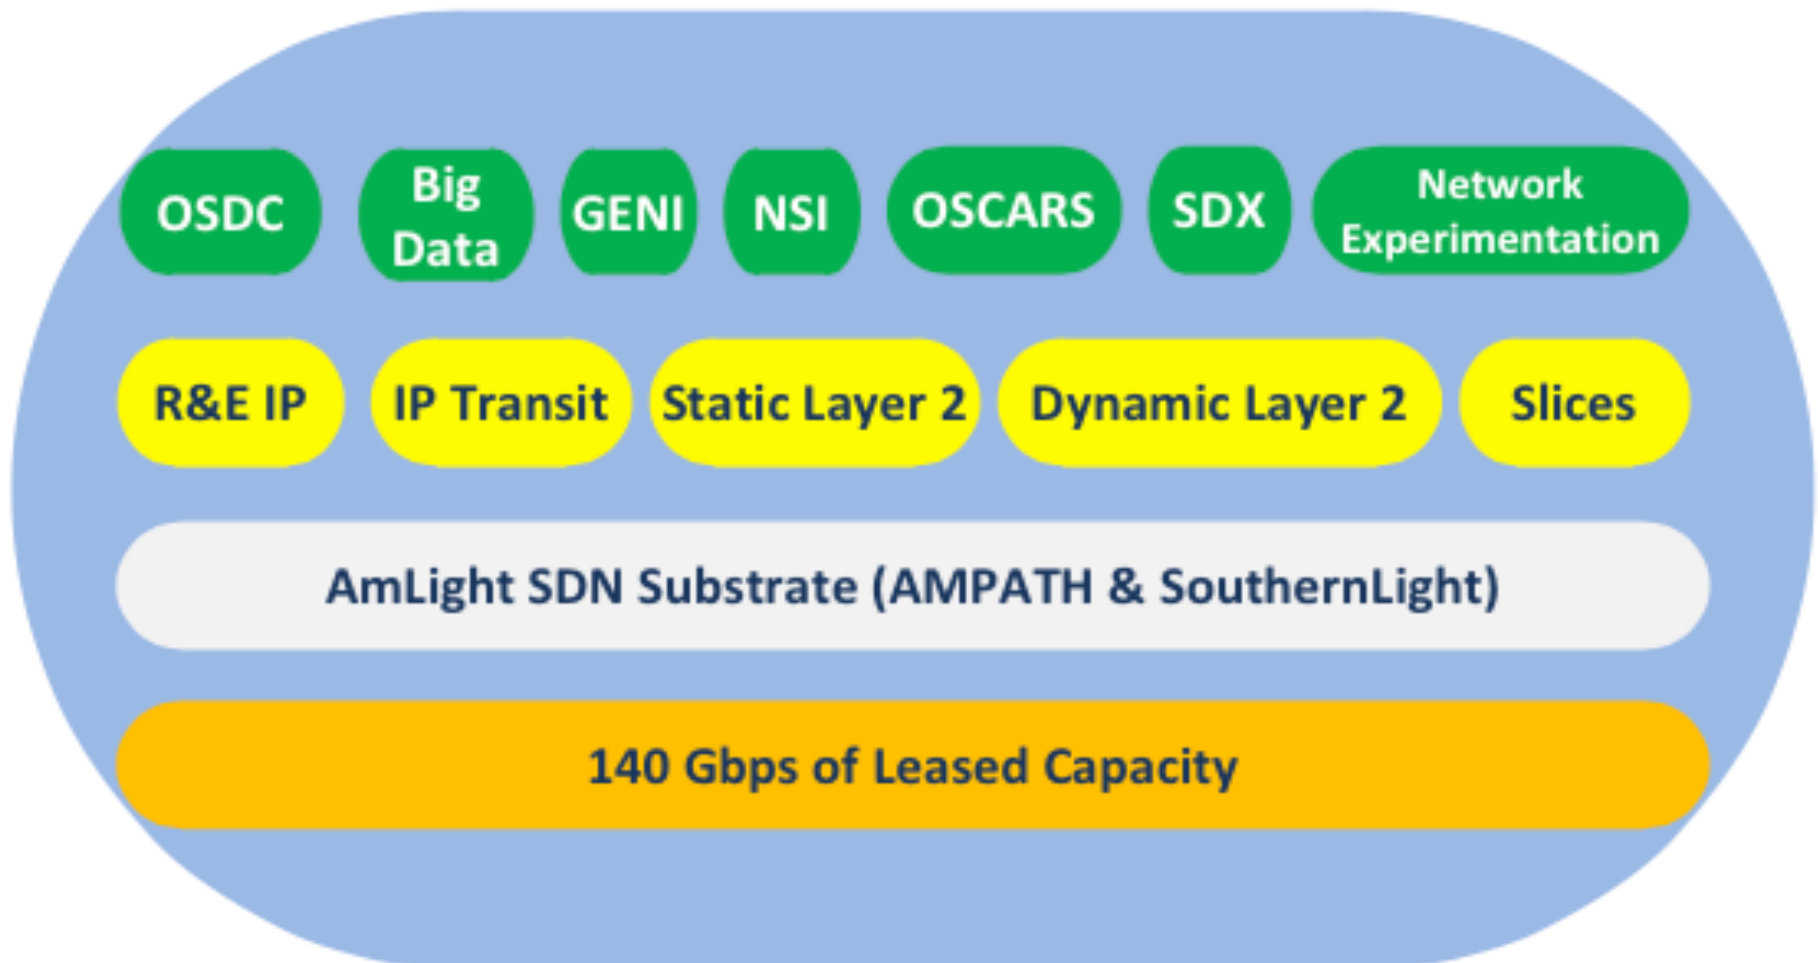 OSDC
Big
Data
GENI
NSI
OSCARS
SDX
Network
Experimentation
R&E IP
IP Transit
Static Layer 2
Dynamic Layer 2
Slices
AmLight SDN Substrate (AMPATH & SouthernLight)
140 Gbps of Leased Capacity